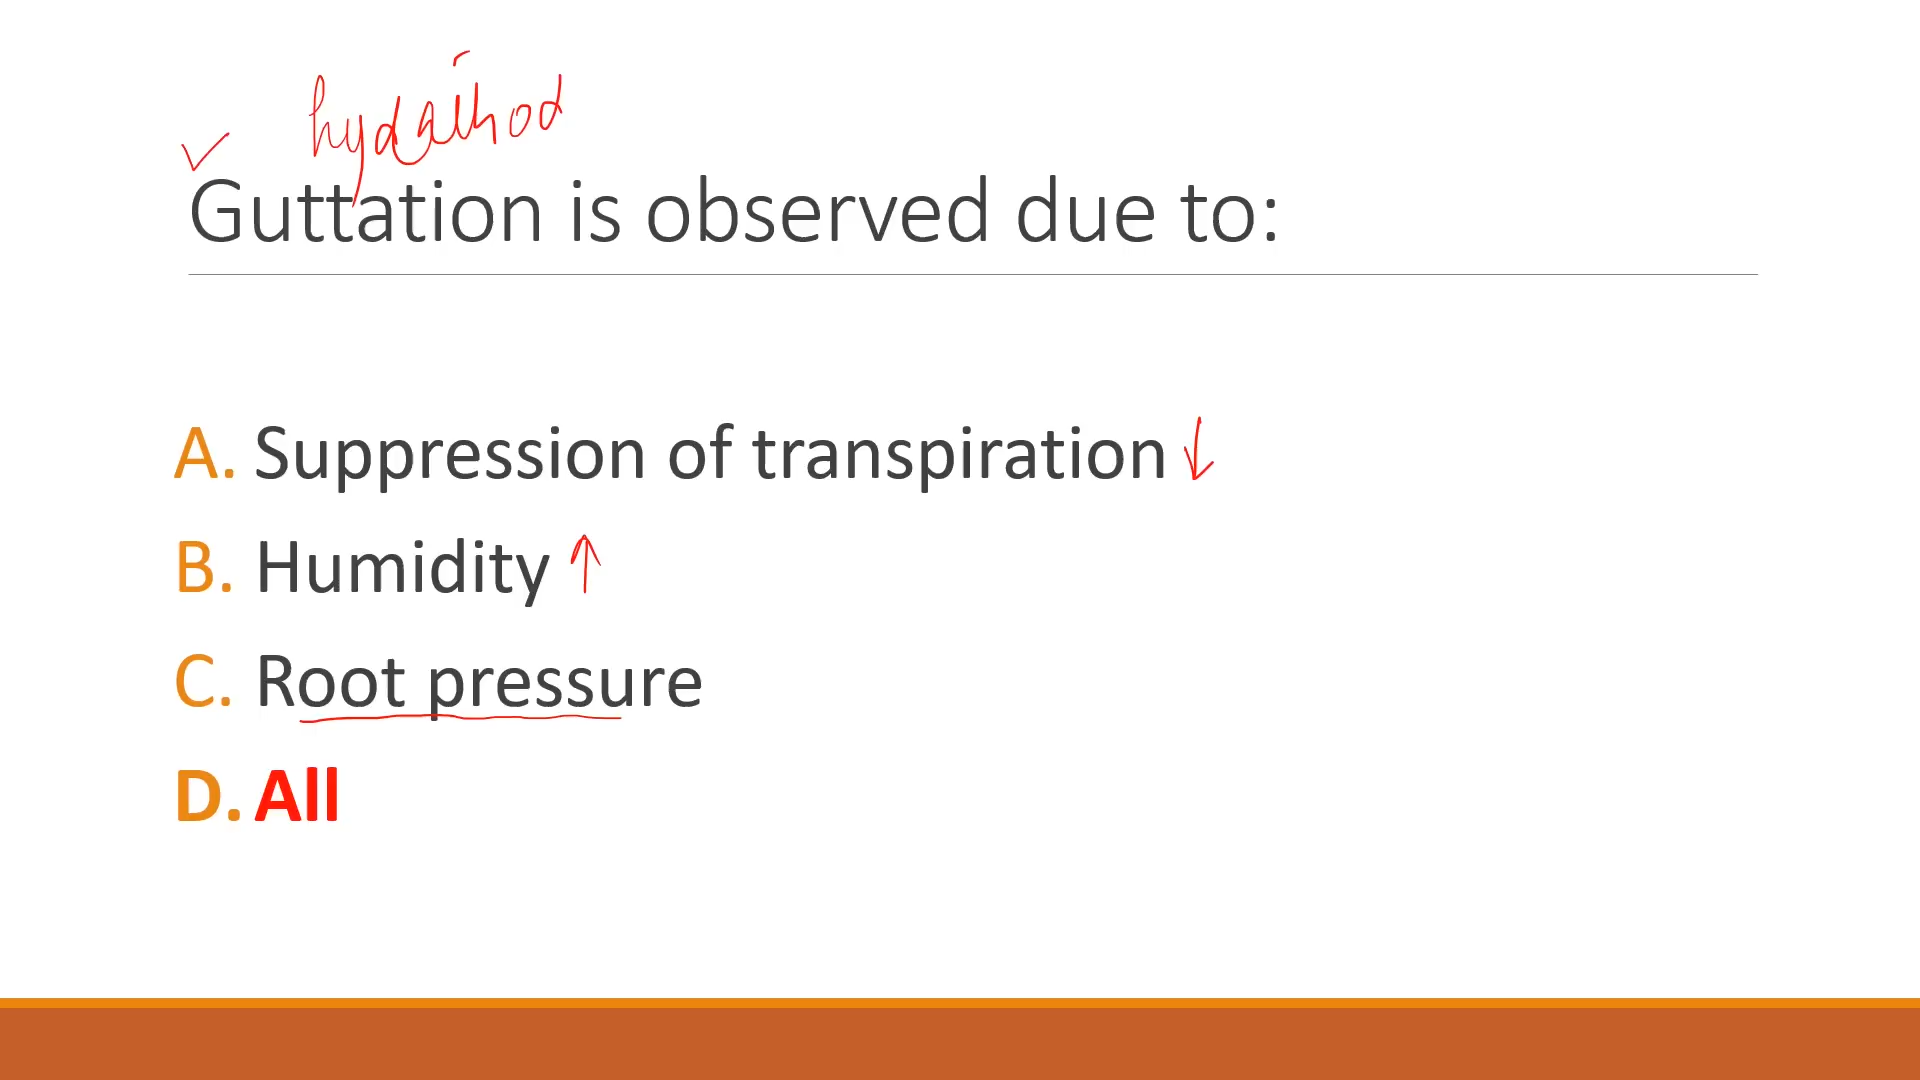 hydathod
Guttation is observed due to:
A. Suppression of transpiration ↓
B. Humidity ↑
C. Root pressure
D. All